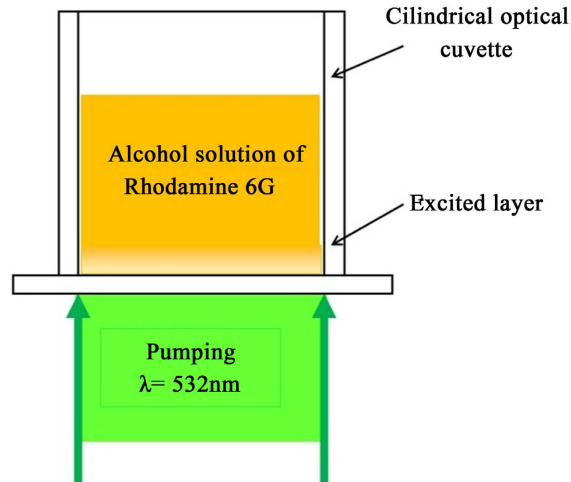 Cilindrical optical
cuvette
Alcohol solution of
Rhodamine 6G
Excited layer
Pumping
λ= 532nm